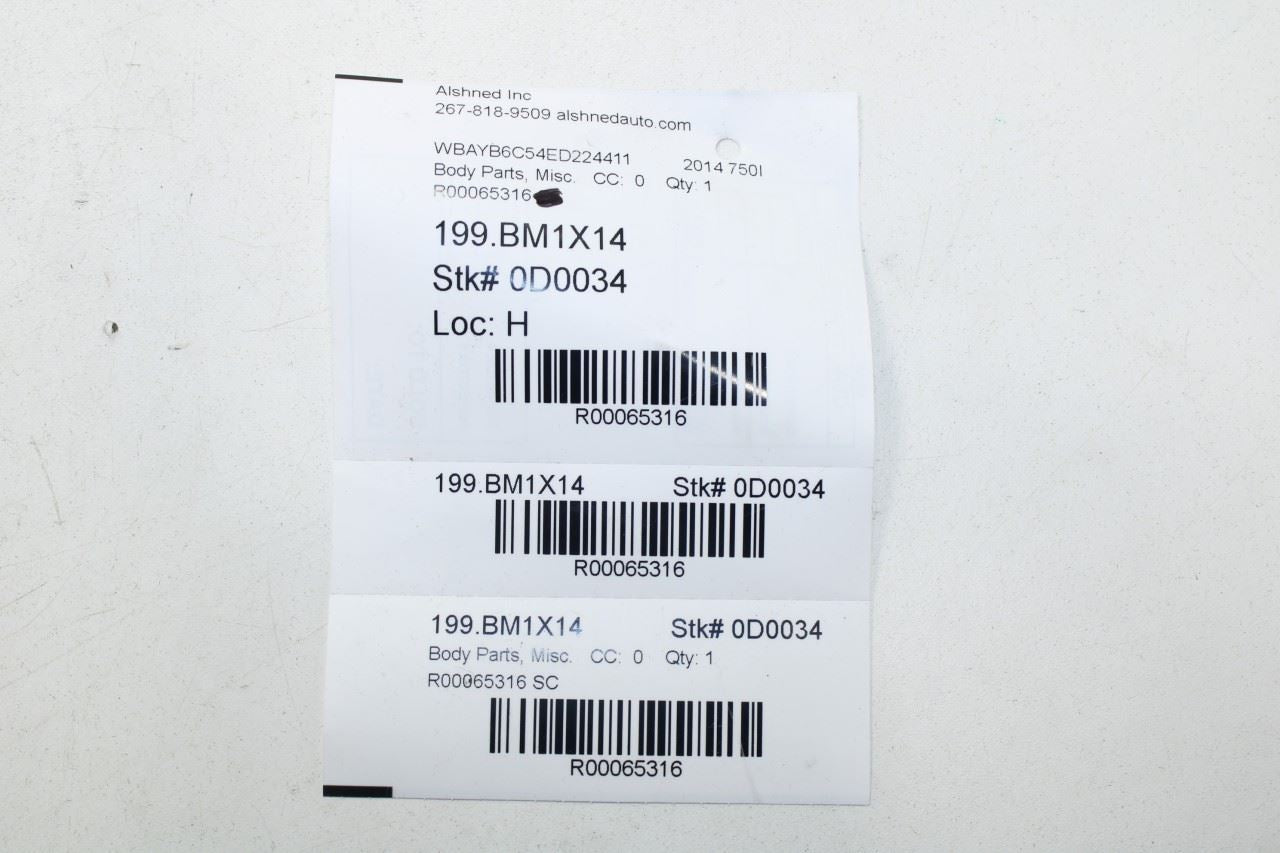 Alshned Inc
267-818-9509 alshnedauto.com
WBAYB6C54ED224411 2014 750I
Body Parts, Misc. CC: 0 Qty: 1
R00065316
199.BM1X14
Stk# 0D0034
Loc: H
R00065316
199.BM1X14 Stk# 0D0034
R00065316
199.BM1X14 Stk# 0D0034
Body Parts, Misc. CC: 0 Qty: 1
R00065316 SC
R00065316